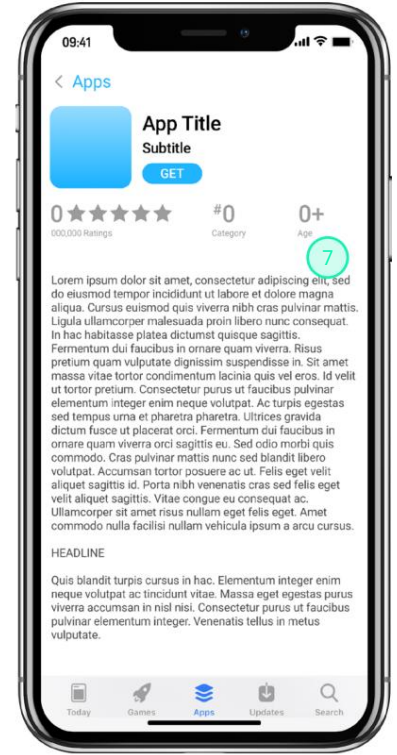 09:41
< Apps
App Title
Subtitle
GET
0★★★★★
#0
0+
000,000 Ratings
Category
Age
7
Lorem ipsum dolor sit amet, consectetur adipiscing elit, sed
do eiusmod tempor incididunt ut labore et dolore magna
aliqua. Cursus euismod quis viverra nibh cras pulvinar mattis.
Ligula ullamcorper malesuada proin libero nunc consequat.
In hac habitasse platea dictumst quisque sagittis.
Fermentum dui faucibus in ornare quam viverra. Risus
pretium quam vulputate dignissim suspendisse in. Sit amet
massa vitae tortor condimentum lacinia quis vel eros. Id velit
ut tortor pretium. Consectetur purus ut faucibus pulvinar
elementum integer enim neque volutpat. Ac turpis egestas
sed tempus urna et pharetra pharetra. Ultrices gravida
dictum fusce ut placerat orci. Fermentum dui faucibus in
ornare quam viverra orci sagittis eu. Sed odio morbi quis
commodo. Cras pulvinar mattis nunc sed blandit libero
volutpat. Accumsan tortor posuere ac ut. Felis eget velit
aliquet sagittis id. Porta nibh venenatis cras sed felis eget
velit aliquet sagittis. Vitae congue eu consequat ac.
Ullamcorper sit amet risus nullam eget felis eget. Amet
commodo nulla facilisi nullam vehicula ipsum a arcu cursus.
HEADLINE
Quis blandit turpis cursus in hac. Elementum integer enim
neque volutpat ac tincidunt vitae. Massa eget egestas purus
viverra accumsan in nisl nisi. Consectetur purus ut faucibus
pulvinar elementum integer. Venenatis tellus in metus
vulputate.
Today
Games
Apps
Updates
Search